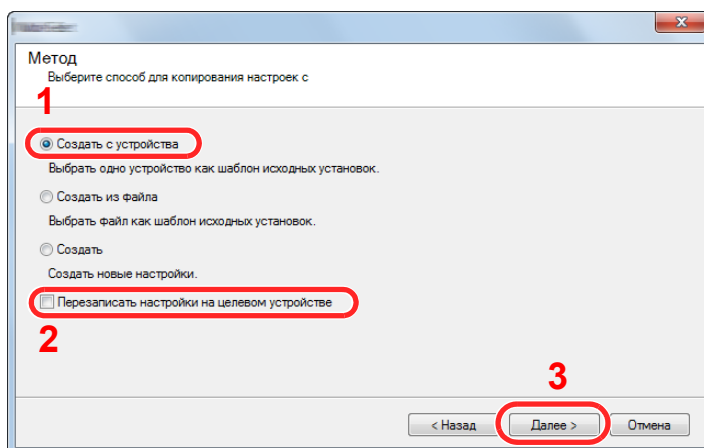 Метод
Выберите способ для копирования настроек с
1
Создать с устройства
Выбрать одно устройство как шаблон исходных установок.
Создать из файла
Выбрать файл как шаблон исходных установок.
Создать
Создать новые настройки.
Перезаписать настройки на целевом устройстве
2
3
< Назад
Далее >
Отмена